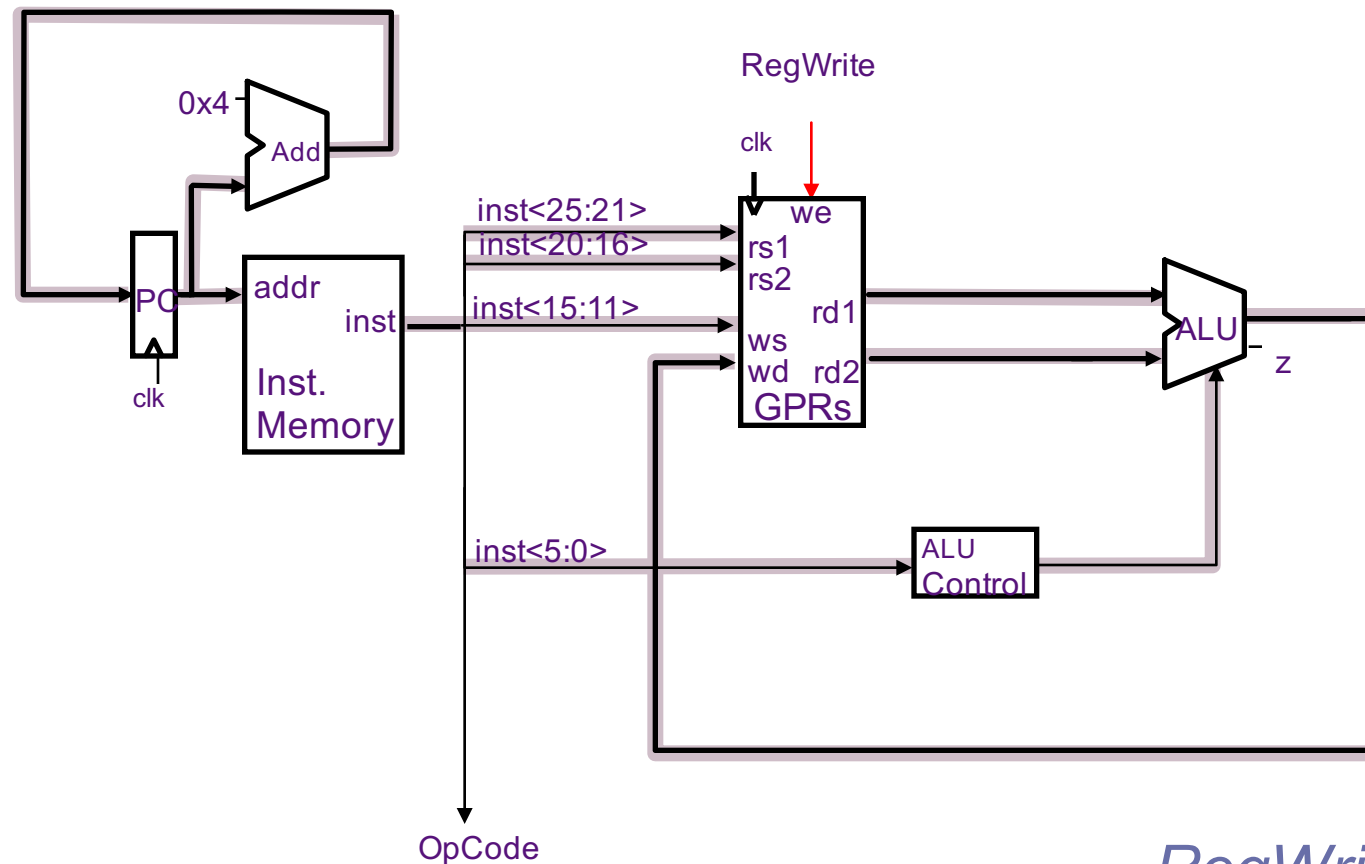 RegWrite
0x4
Add
clk
inst<25:21>
we
inst<20:16>
rs1
rs2
PC
addr
inst
inst<15:11>
rd1
ws
ALU
clk
wd
rd2
z
Inst.
Memory
GPRs
inst<5:0>
ALU
Control
OpCode
RegWri